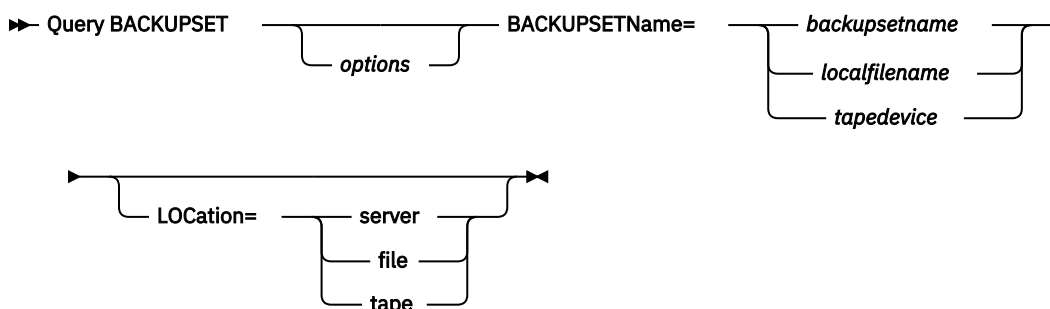 Query BACKUPSET BACKUPSETName= backupsetname
options
localfilename
tapedevice
LOCation= server
file
tape